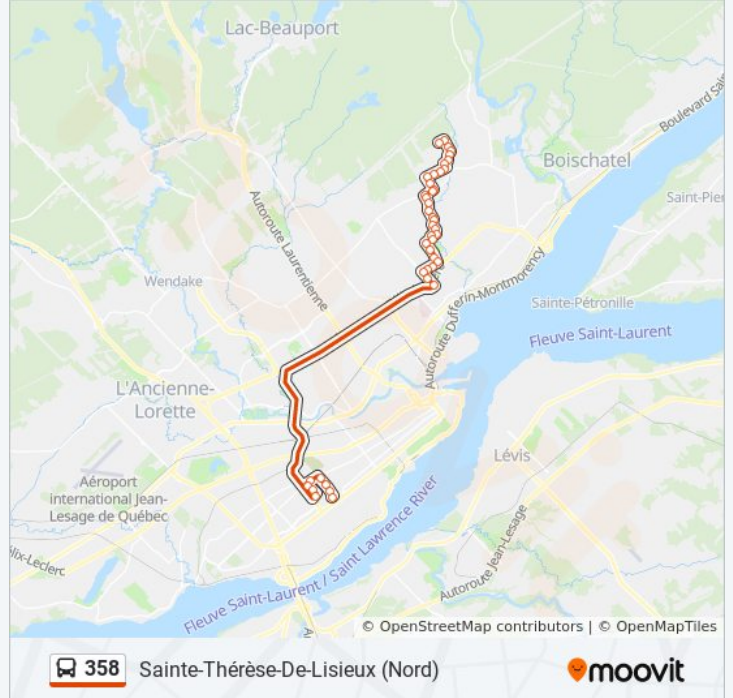 Lac-Beauport
Boulevard Sai
Boischatel
Saint-Pier
Autoroute Laurentienne
Wendake
Autoroute Dufferin-Montmorency
Sainte-Pétronille
Fleuve Saint-Laurent
L'Ancienne-
Lorette
Lévis
Aéroport
international Jean-
Lesage de Québec
élix-Leclerc
Fleuve Saint-Laurent / Saint Lawrence River
Autoroute Jean-Lesage
A
© OpenStreetMap contributors | © OpenMapTiles
358 Sainte-Thérèse-De-Lisieux (Nord)
moovit